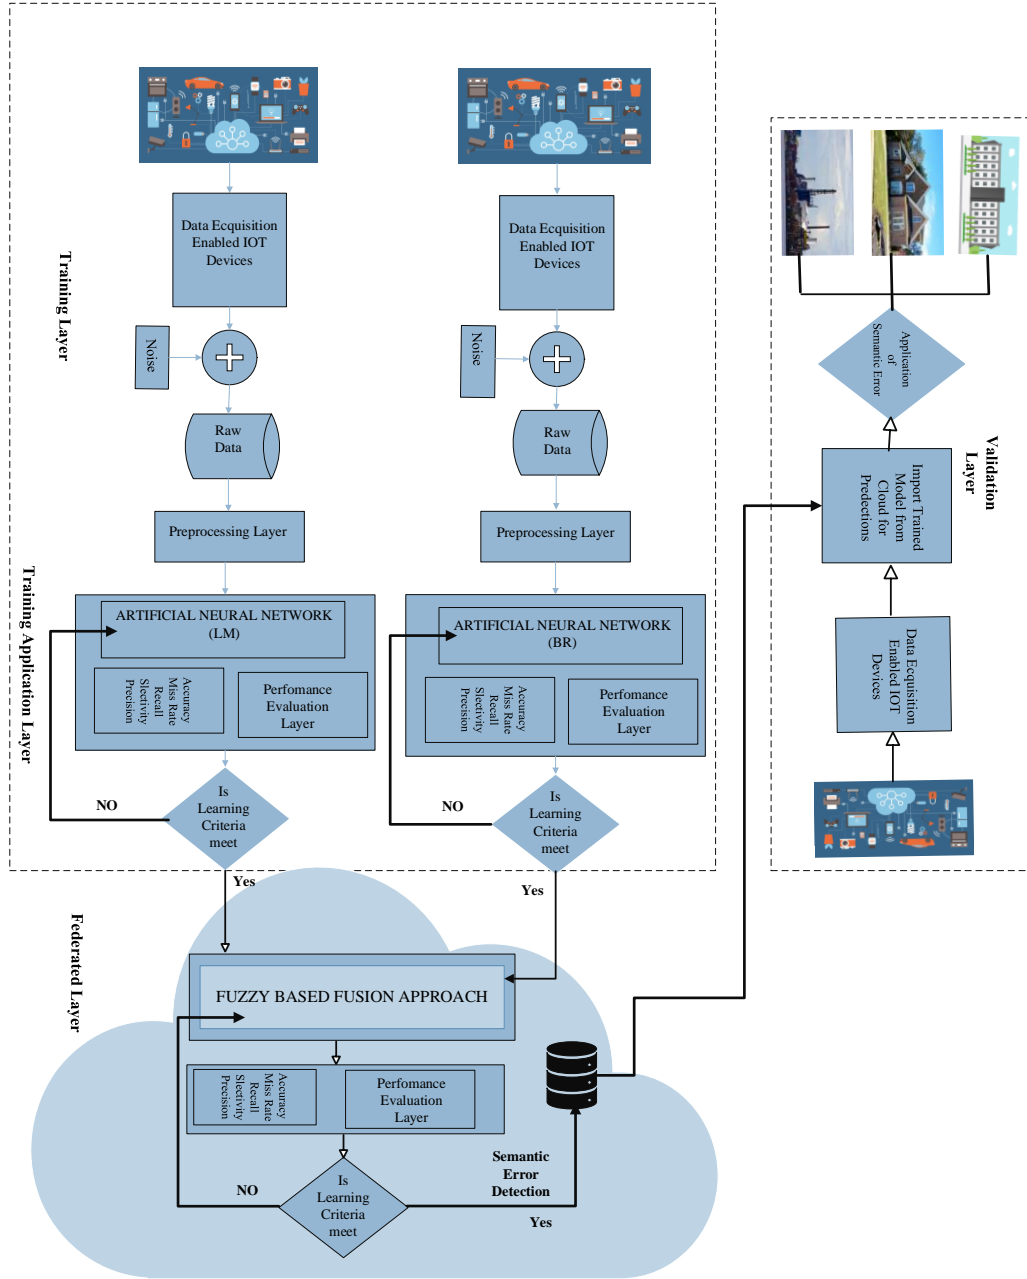 Training Layer
Data Ecquisition
Enabled IOT
Devices
Noise
Raw
Data
Preprocessing Layer
Training Application Layer
ARTIFICIAL NEURAL NETWORK
(LM)
Accuracy
Miss Rate
Recall
Slectivity
Precision
Perfomance
Evaluation
Layer
Is
Learning
Criteria
meet
NO
Yes
Data Ecquisition
Enabled IOT
Devices
Noise
Raw
Data
Preprocessing Layer
ARTIFICIAL NEURAL NETWORK
(BR)
Accuracy
Miss Rate
Recall
Slectivity
Precision
Perfomance
Evaluation
Layer
Is
Learning
Criteria
meet
NO
Yes
Federated Layer
FUZZY BASED FUSION APPROACH
Accuracy
Miss Rate
Recall
Slectivity
Precision
Perfomance
Evaluation
Layer
Is
Learning
Criteria
meet
NO
Semantic
Error
Detection
Yes
Validation
Layer
Application
of
Semantic Error
Import Trained
Model from
Cloud for
Predections
Data Ecquisition
Enabled IOT
Devices